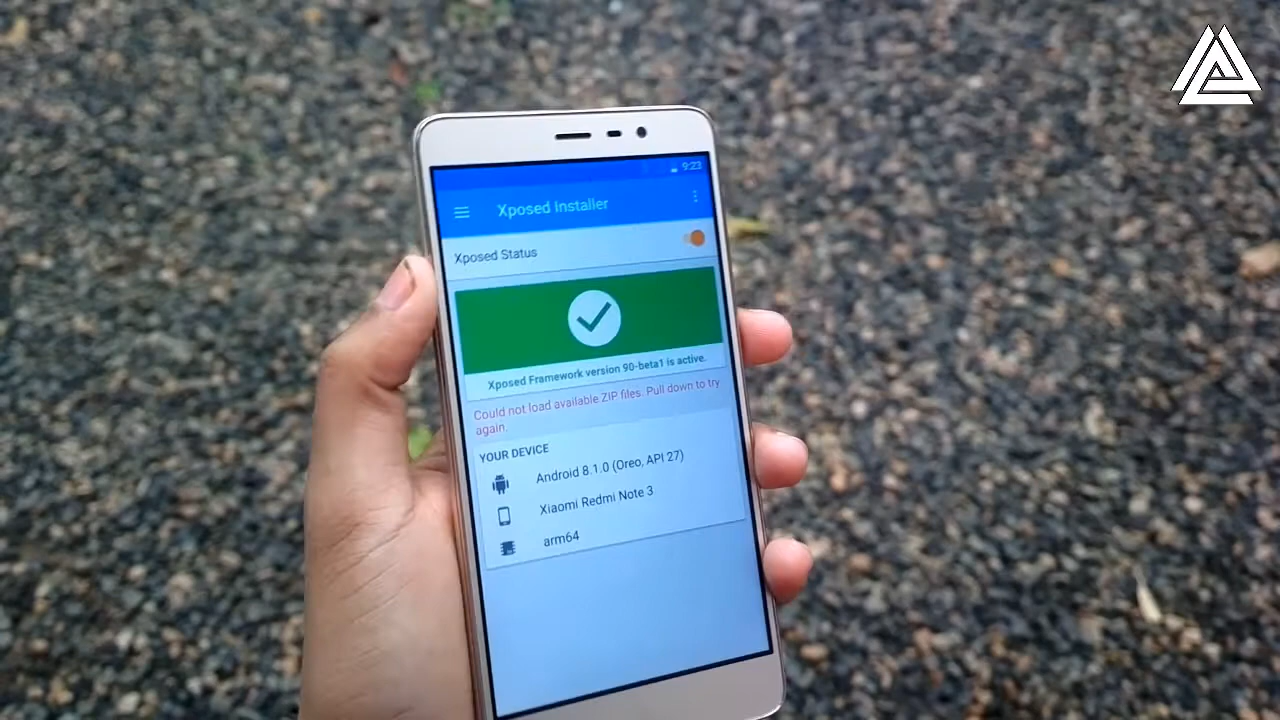 9:23
Xposed Installer
Xposed Status
Xposed Framework version 90-beta1 is active.
Could not load available ZIP files. Pull down to try
again.
YOUR DEVICE
Android 8.1.0 (Oreo, API 27)
Xiaomi Redmi Note 3
arm64